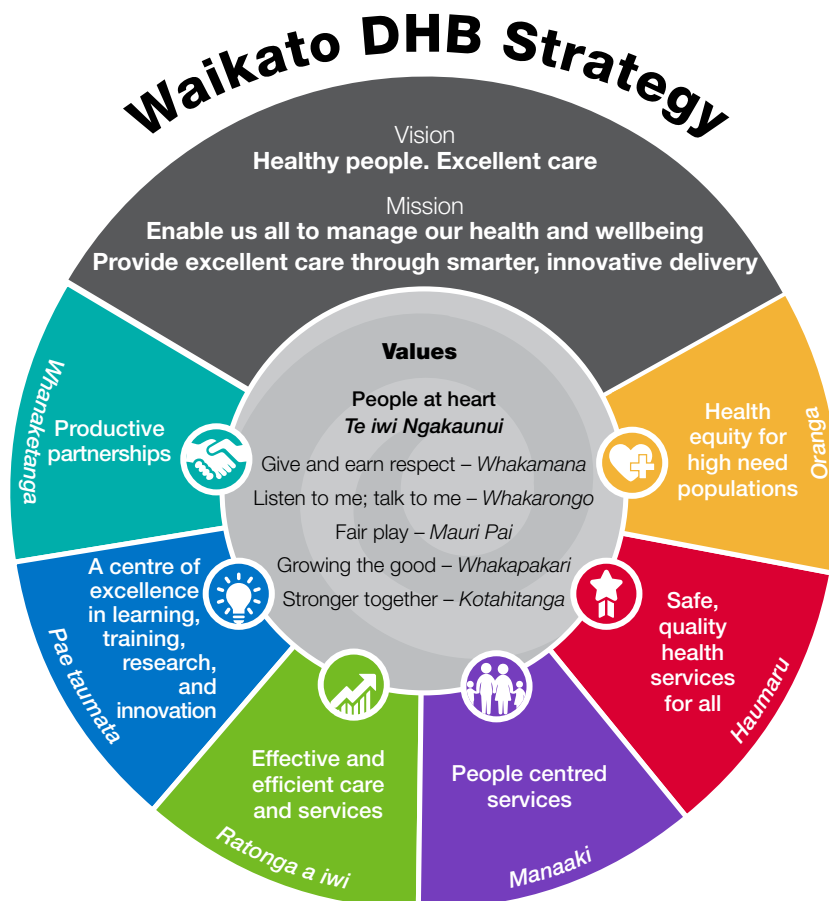 Waikato DHB Strategy
Vision
Healthy people. Excellent care
Mission
Enable us all to manage our health and wellbeing
Provide excellent care through smarter, innovative delivery
Values
People at heart
Te iwi Ngakaunui
Give and earn respect – Whakamana
Listen to me; talk to me – Whakarongo
Fair play – Mauri Pai
Growing the good – Whakapakari
Stronger together – Kotahitanga
Oranga
Health
equity for
high need
populations
Haumaru
Safe,
quality
health
services
for all
Manaaki
People centred
services
Ratonga a iwi
Effective and
efficient care
and services
Pae taumata
A centre of
excellence
in learning,
training,
research,
and
innovation
Whanaketanga
Productive
partnerships